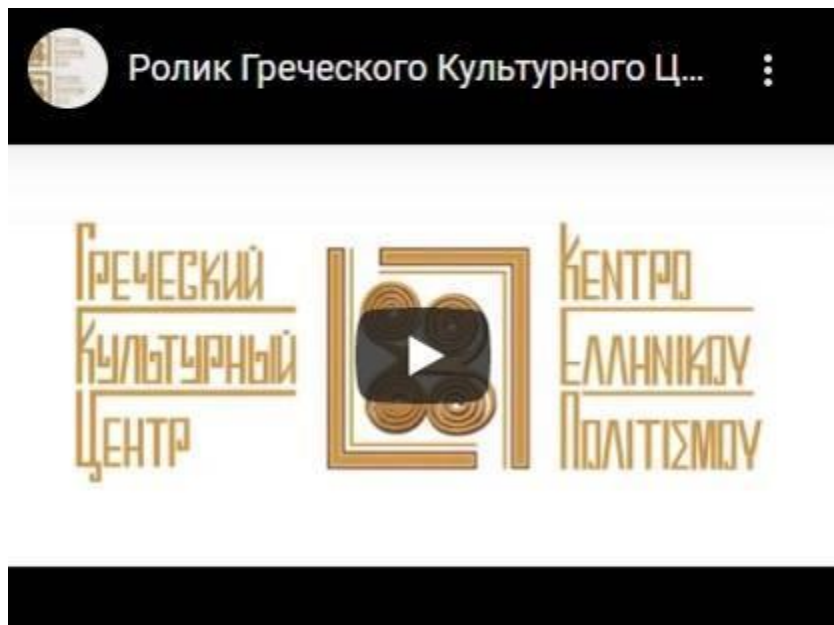 Ролик Греческого Культурного Ц...
ГРЕЧЕСКИЙ
КУЛЬТУРНЫЙ
ЦЕНТР
ΚΕΝΤΡΟ
ΕΛΛΗΝΙΚΟΥ
ΠΟΛΙΤΙΣΜΟΥ